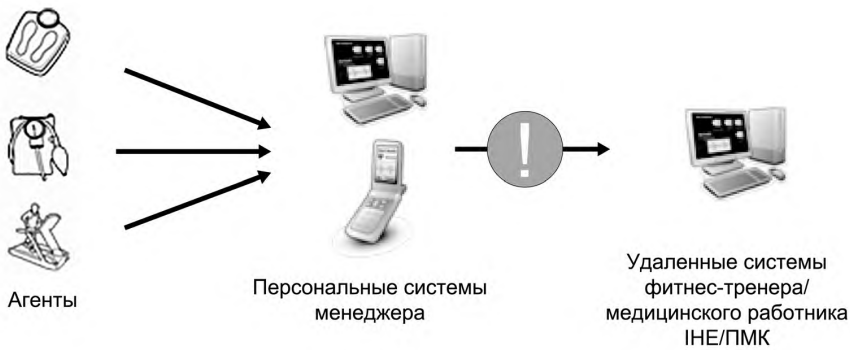 Агенты
Персональные системы
менеджера
!
Удаленные системы
фитнес-тренера/
медицинского работника
IHE/ПМК